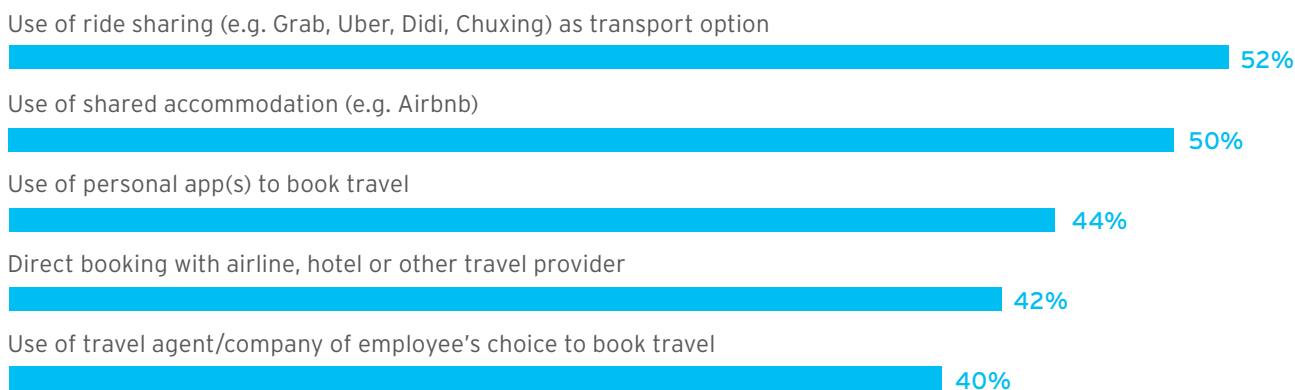 Use of ride sharing (e.g. Grab, Uber, Didi, Chuxing) as transport option
52%
Use of shared accommodation (e.g. Airbnb)
50%
Use of personal app(s) to book travel
44%
Direct booking with airline, hotel or other travel provider
42%
Use of travel agent/company of employee’s choice to book travel
40%